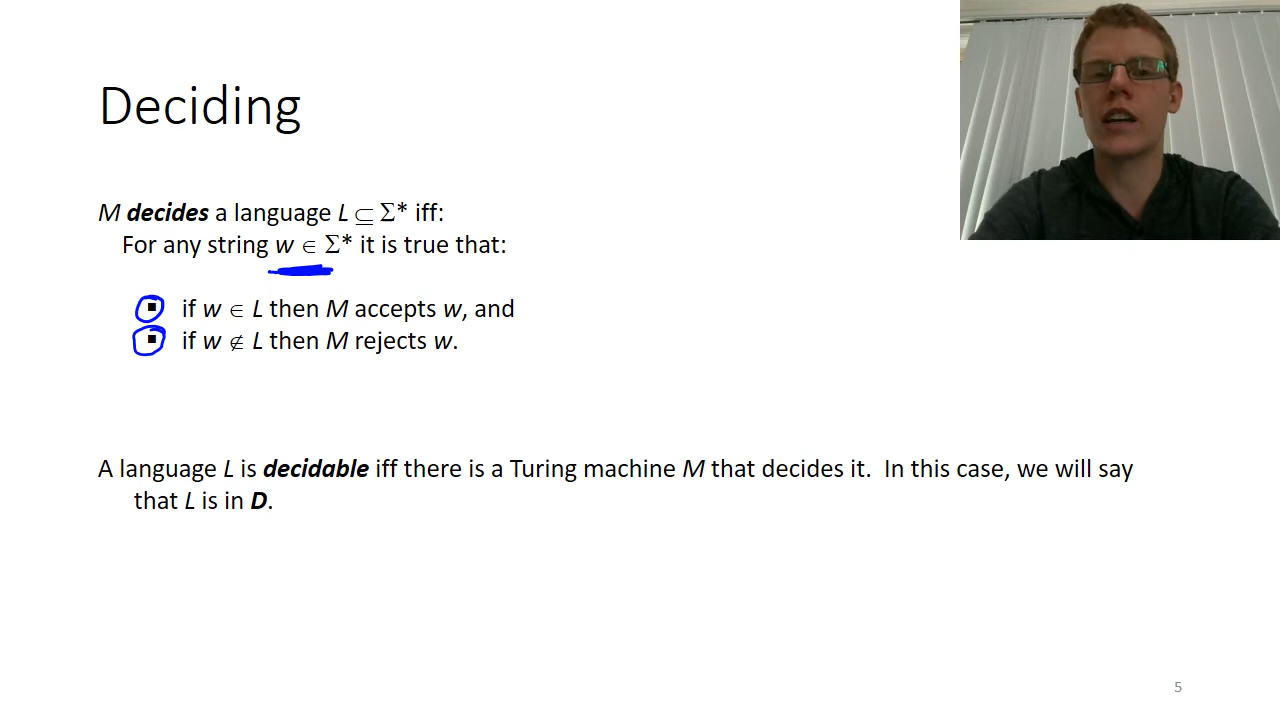 Deciding
M decides a language L ⊆ Σ* iff:
For any string w ∈ Σ* it is true that:
▪ if w ∈ L then M accepts w, and
▪ if w ∉ L then M rejects w.
A language L is decidable iff there is a Turing machine M that decides it. In this case, we will say
that L is in D.
5